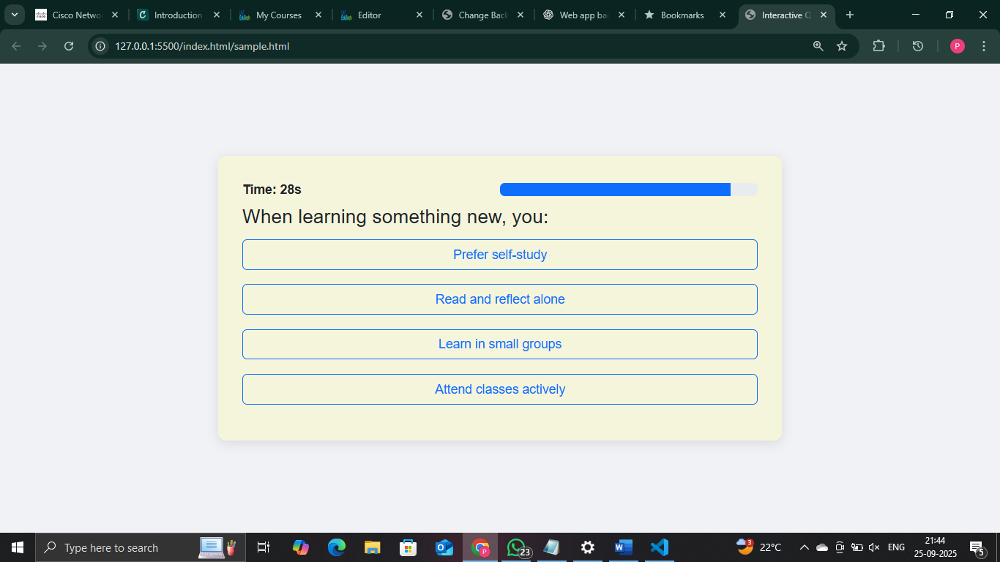 Cisco Netwo
Introduction
My Courses
Editor
Change Back
Web app ba
Bookmarks
Interactive Q
127.0.0.1:5500/index.html/sample.html
P
Time: 28s
When learning something new, you:
Prefer self-study
Read and reflect alone
Learn in small groups
Attend classes actively
Type here to search
P
23
3
22°C
ENG
21:44
25-09-2025
5